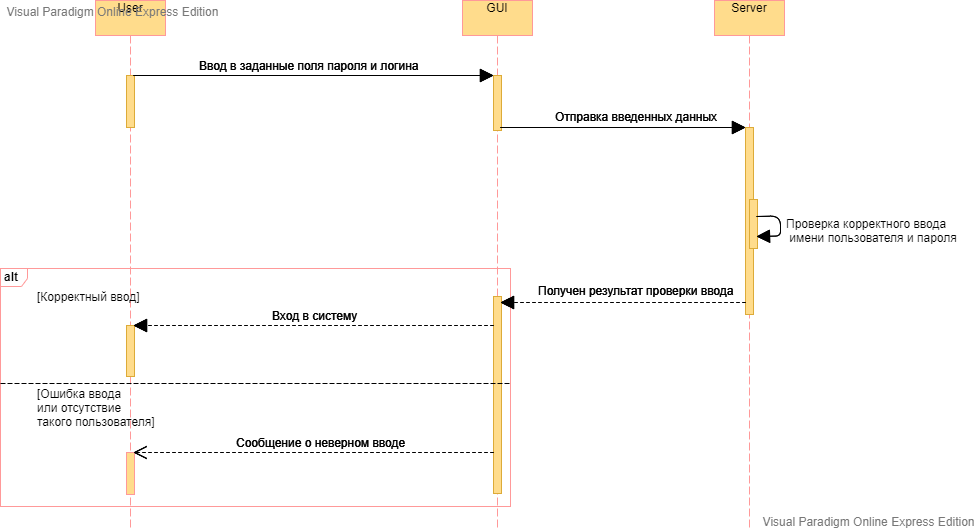 Visual Paradigm Online Express Edition
User
GUI
Server
Ввод в заданные поля пароля и логина
Отправка введенных данных
Проверка корректного ввода
имени пользователя и пароля
alt
Получен результат проверки ввода
[Корректный ввод]
Вход в систему
[Ошибка ввода
или отсутствие
такого пользователя]
Сообщение о неверном вводе
Visual Paradigm Online Express Edition